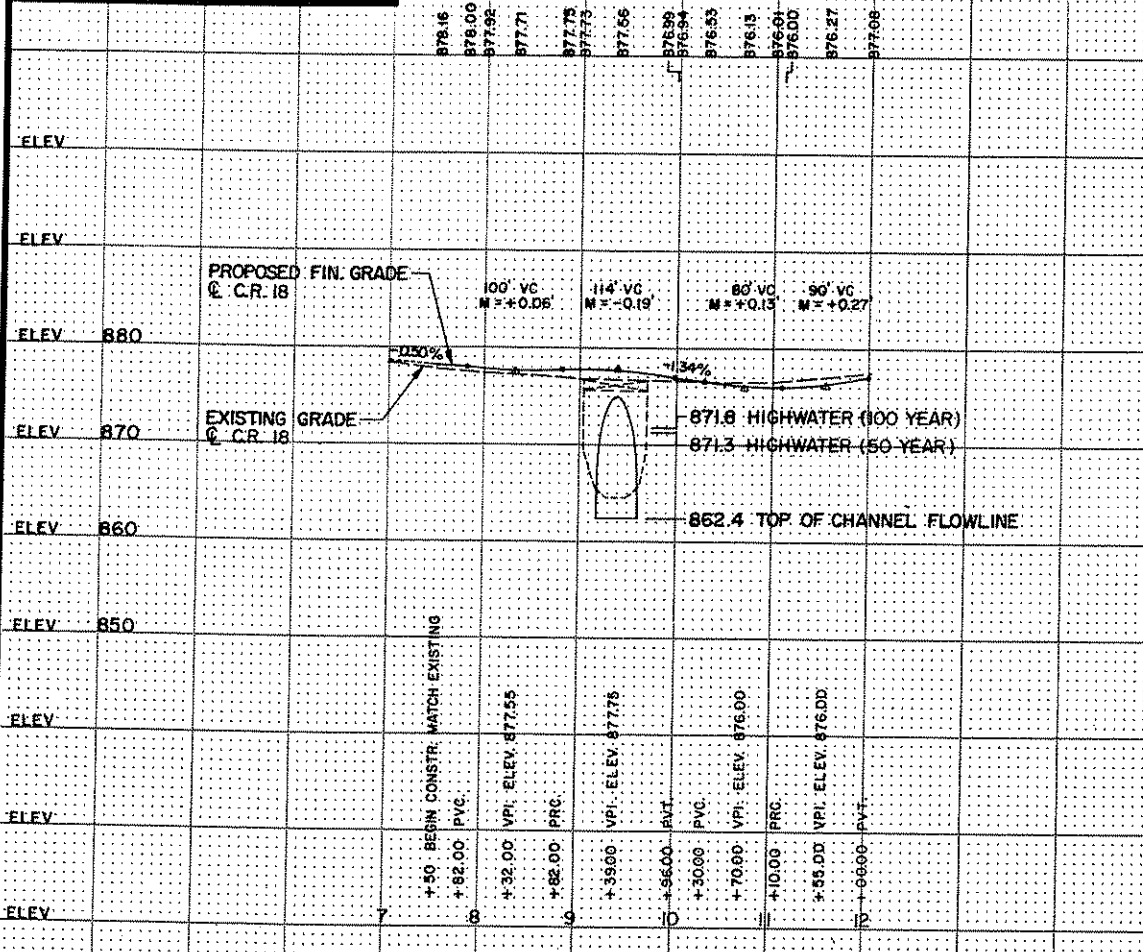 878.16
878.00
877.92
877.71
877.75
877.73
877.56
876.99
876.94
876.53
876.13
876.01
876.00
876.27
877.08
ELEV
ELEV
PROPOSED FIN. GRADE
℄ C.R. 18
100' VC
M = +0.06'
114' VC
M = -0.19'
80' VC
M = +0.13'
90' VC
M = +0.27'
ELEV 880
-0.50%
-1.34%
EXISTING GRADE
℄ C.R. 18
871.8 HIGHWATER (100 YEAR)
ELEV 870
871.3 HIGHWATER (50 YEAR)
862.4 TOP OF CHANNEL FLOWLINE
ELEV 860
ELEV 850
ELEV
ELEV
ELEV
+50 BEGIN CONSTR. MATCH EXISTING
+82.00 PVC.
+32.00 VPI. ELEV. 877.55
+82.00 PRC.
+39.00 VPI. ELEV. 877.75
+96.00 PVT.
+30.00 PVC.
+70.00 VPI. ELEV. 876.00
+10.00 PRC.
+55.00 VPI. ELEV. 876.00
+00.00 PVT.
7 8 9 10 11 12